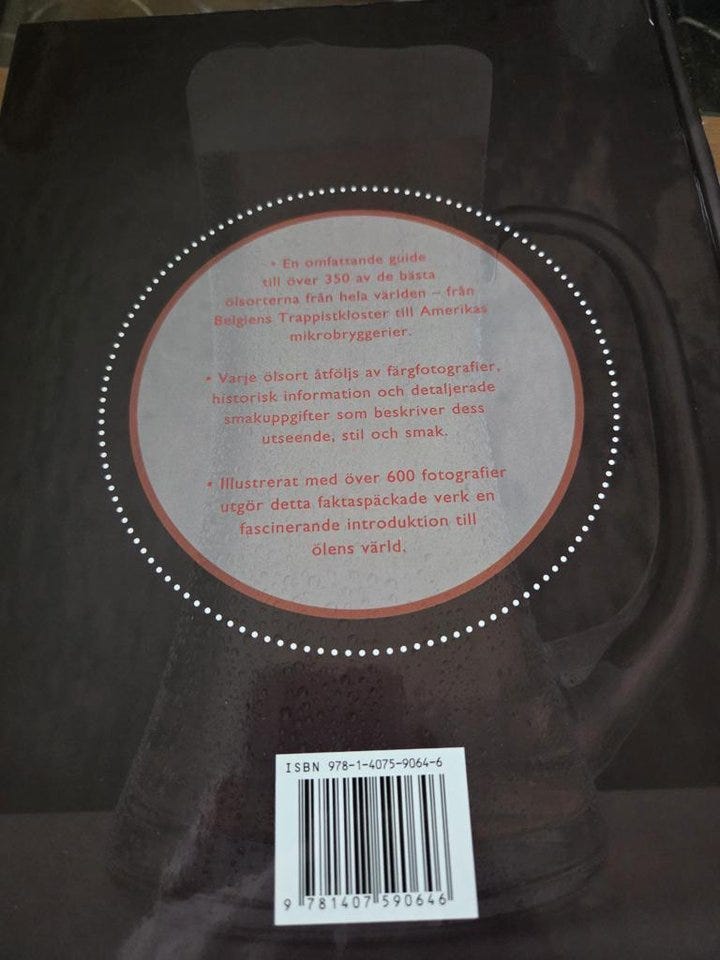 • En omfattande guide
till över 350 av de bästa
ölsorterna från hela världen – från
Belgiens Trappistkloster till Amerikas
mikrobryggerier.
• Varje ölsort åtföljs av färgfotografier,
historisk information och detaljerade
smakuppgifter som beskriver dess
utseende, stil och smak.
• Illustrerat med över 600 fotografier
utgör detta faktaspäckade verk en
fascinerande introduktion till
ölens värld.
ISBN 978-1-4075-9064-6
9 781407 590646